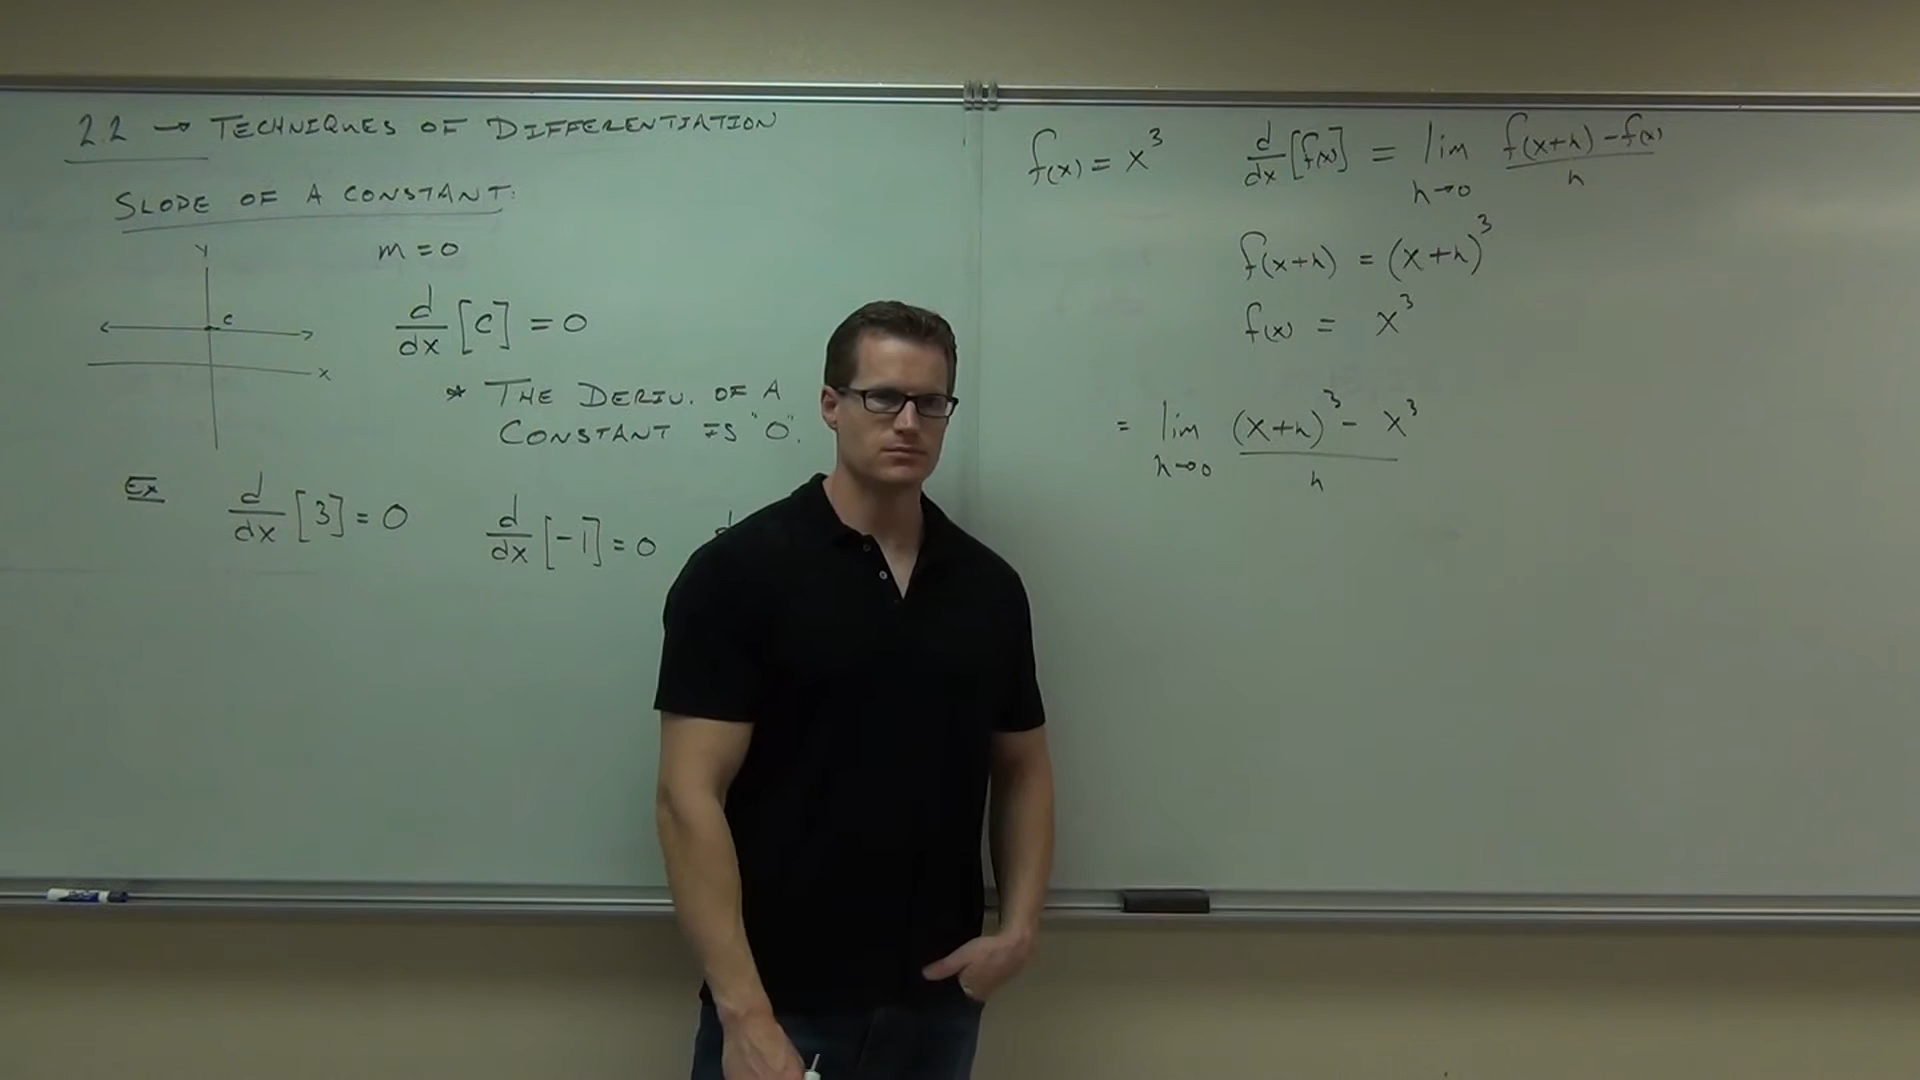 2.2 → TECHNIQUES OF DIFFERENTIATION
SLOPE OF A CONSTANT:
y
m = 0
c
x
d/dx [c] = 0
* THE DERIV. OF A
CONSTANT IS "0".
Ex d/dx [3] = 0 d/dx [-1] = 0 d
f(x) = x³ d/dx [f(x)] = lim h→0 (f(x+h) - f(x))/h
f(x+h) = (x+h)³
f(x) = x³
= lim h→0 ((x+h)³ - x³)/h